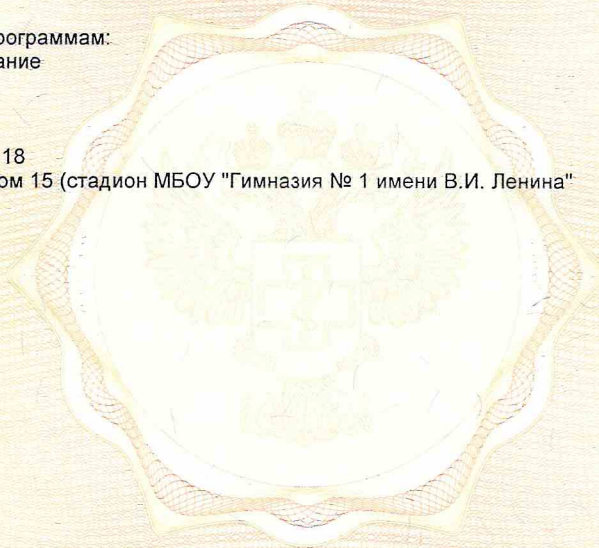 рограммам:
ание
18
ом 15 (стадион МБОУ "Гимназия № 1 имени В.И. Ленина"